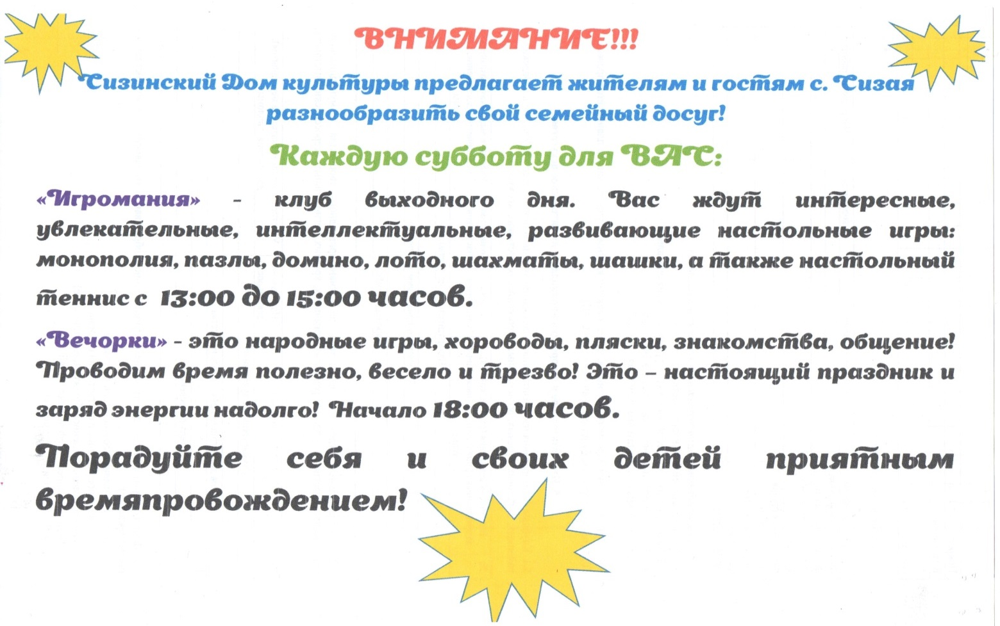 ВНИМАНИЕ!!!
Сизинский Дом культуры предлагает жителям и гостям с. Сизая
разнообразить свой семейный досуг!
Каждую субботу для ВАС:
«Игромания» - клуб выходного дня. Вас ждут интересные,
увлекательные, интеллектуальные, развивающие настольные игры:
монополия, пазлы, домино, лото, шахматы, шашки, а также настольный
теннис с 13:00 до 15:00 часов.
«Вечорки» - это народные игры, хороводы, пляски, знакомства, общение!
Проводим время полезно, весело и трезво! Это – настоящий праздник и
заряд энергии надолго! Начало 18:00 часов.
Порадуйте себя и своих детей приятным
времяпровождением!